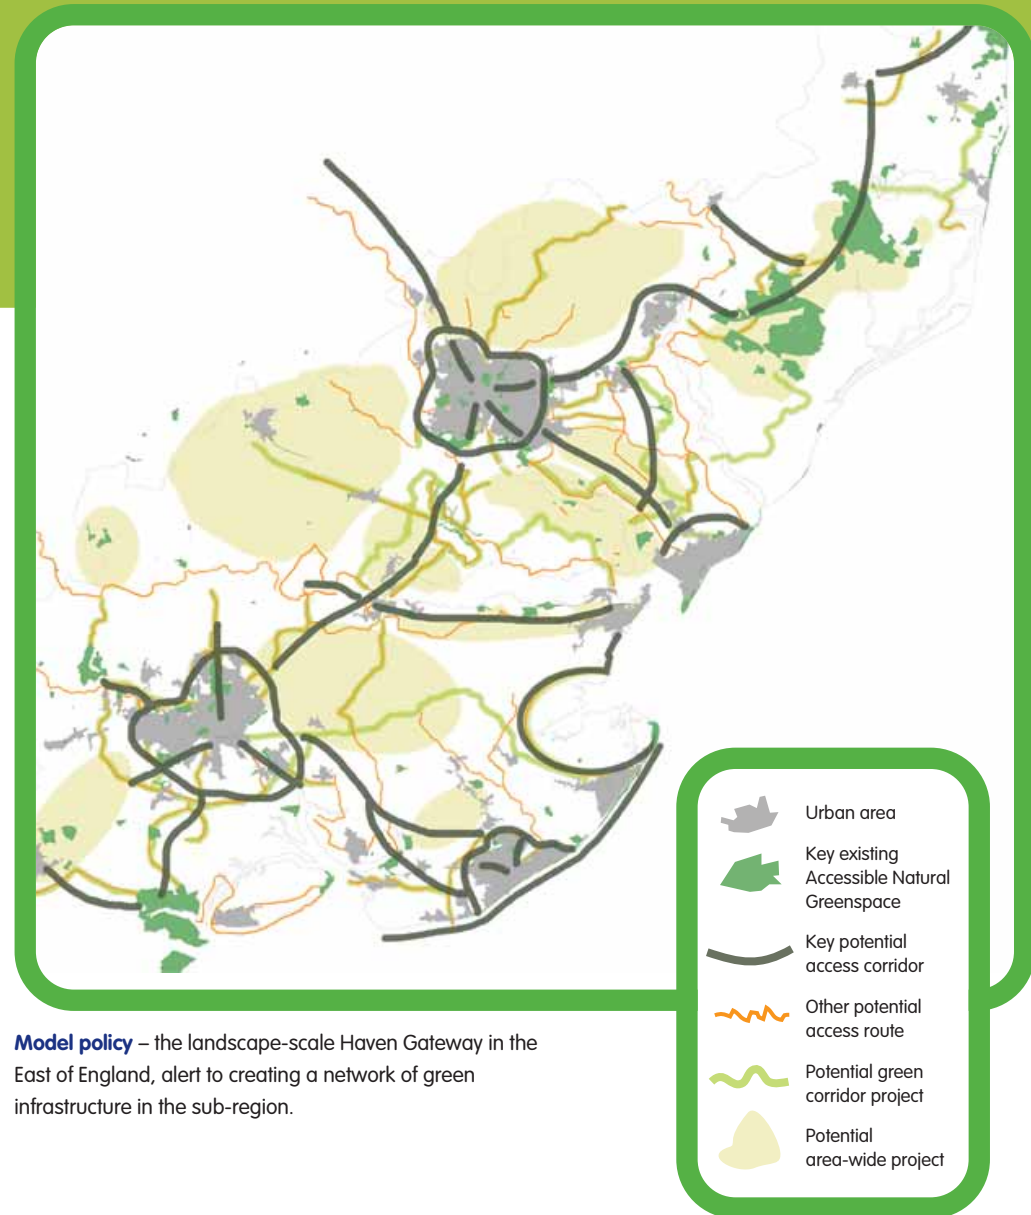 Urban area
Key existing
Accessible Natural
Greenspace
Key potential
access corridor
Other potential
access route
Potential green
corridor project
Potential
area-wide project
Model policy – the landscape-scale Haven Gateway in the
East of England, alert to creating a network of green
infrastructure in the sub-region.